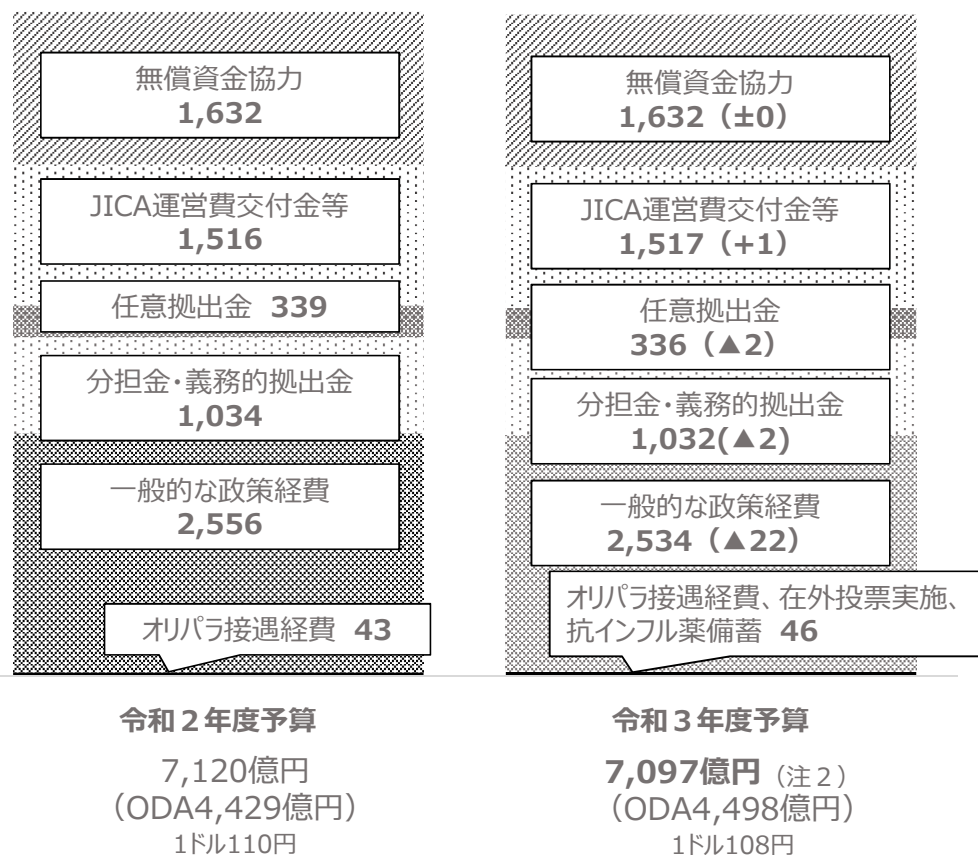 無償資金協力
1,632
JICA運営費交付金等
1,516
任意拠出金 339
分担金・義務的拠出金
1,034
一般的な政策経費
2,556
オリパラ接遇経費 43
令和２年度予算
7,120億円
（ODA4,429億円）
1ドル110円
無償資金協力
1,632（±0）
JICA運営費交付金等
1,517（+1）
任意拠出金
336（▲2）
分担金・義務的拠出金
1,032(▲2)
一般的な政策経費
2,534（▲22）
オリパラ接遇経費、在外投票実施、
抗インフル薬備蓄 46
令和３年度予算
7,097億円（注２）
（ODA4,498億円）
1ドル108円